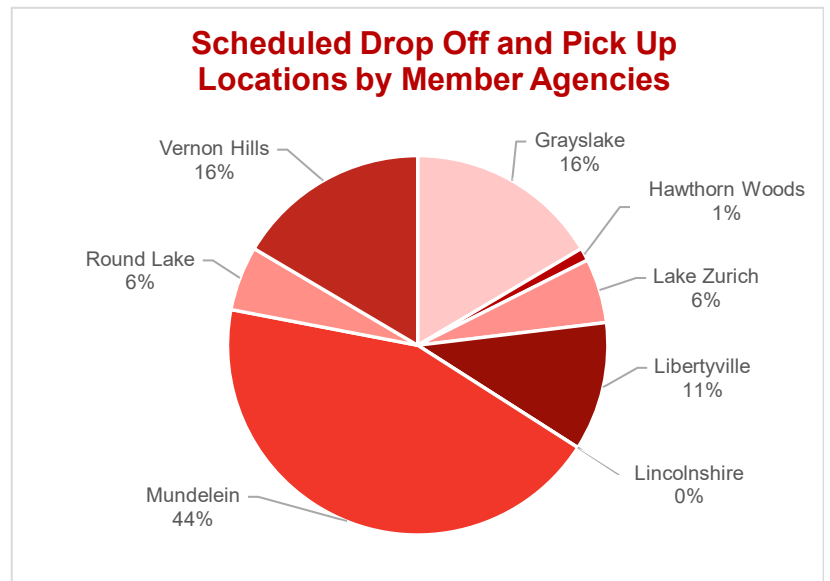 Scheduled Drop Off and Pick Up
Locations by Member Agencies
Grayslake
16%
Hawthorn Woods
1%
Lake Zurich
6%
Libertyville
11%
Lincolnshire
0%
Mundelein
44%
Round Lake
6%
Vernon Hills
16%